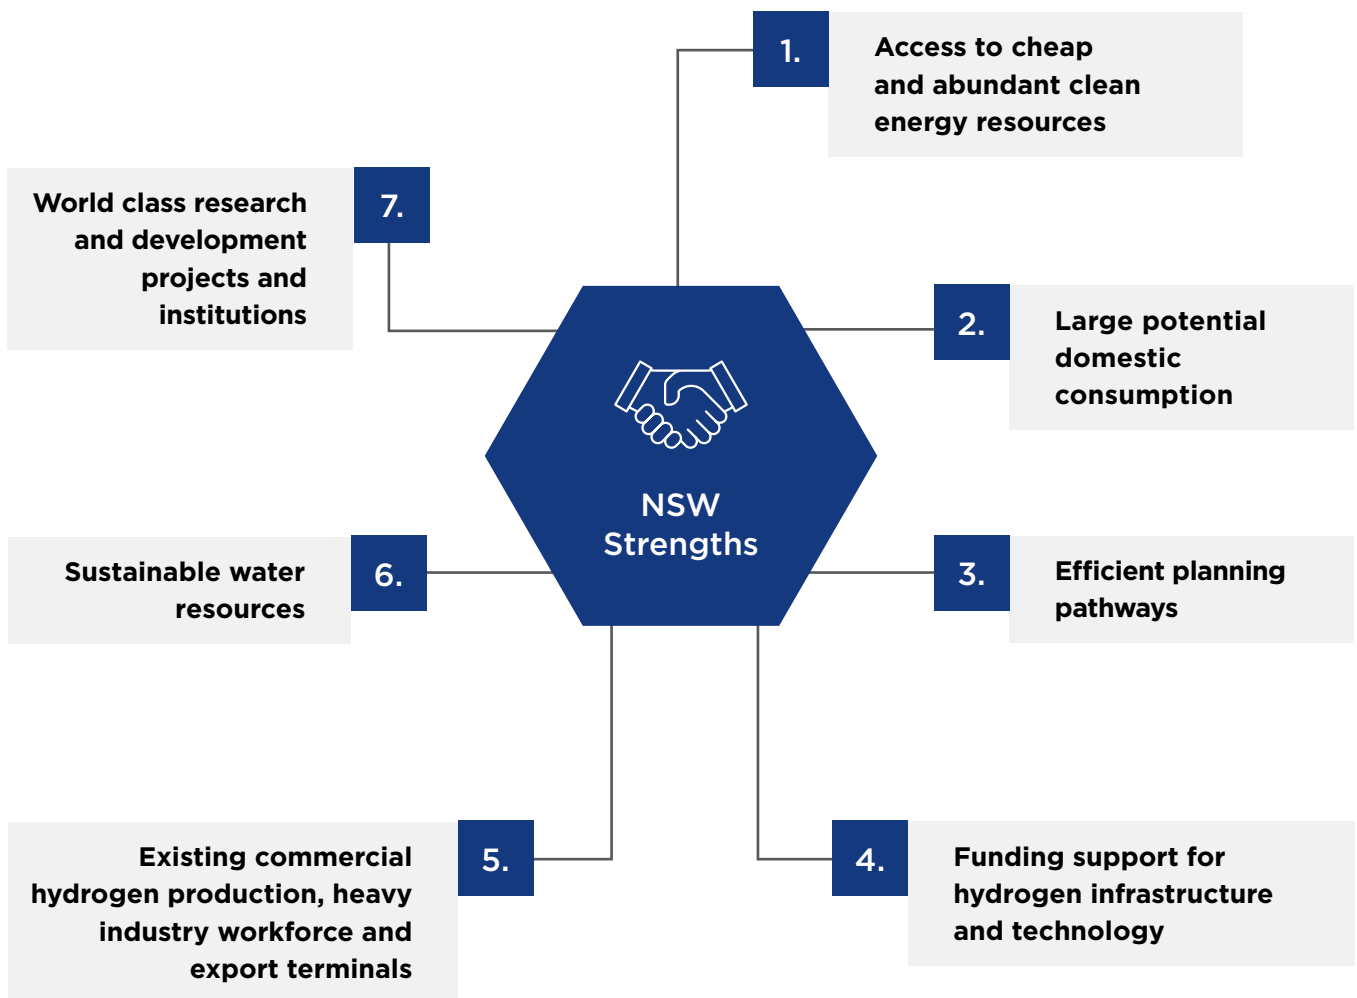 1.
Access to cheap
and abundant clean
energy resources
2.
Large potential
domestic
consumption
3.
Efficient planning
pathways
4.
Funding support for
hydrogen infrastructure
and technology
5.
Existing commercial
hydrogen production, heavy
industry workforce and
export terminals
6.
Sustainable water
resources
7.
World class research
and development
projects and
institutions
NSW
Strengths